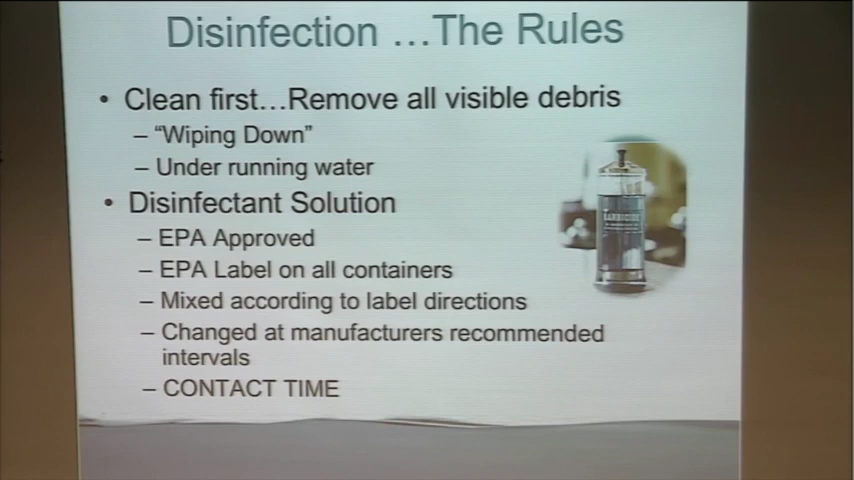 Disinfection …The Rules
• Clean first…Remove all visible debris
– “Wiping Down”
– Under running water
• Disinfectant Solution
– EPA Approved
– EPA Label on all containers
– Mixed according to label directions
– Changed at manufacturers recommended
intervals
– CONTACT TIME
BARBICIDE